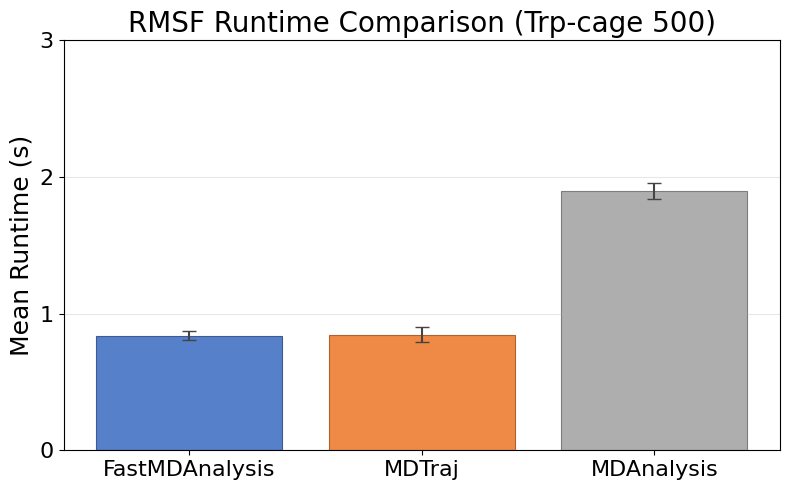 RMSF Runtime Comparison (Trp-cage 500)
Mean Runtime (s)
3
2
1
0
FastMDAnalysis MDTraj MDAnalysis